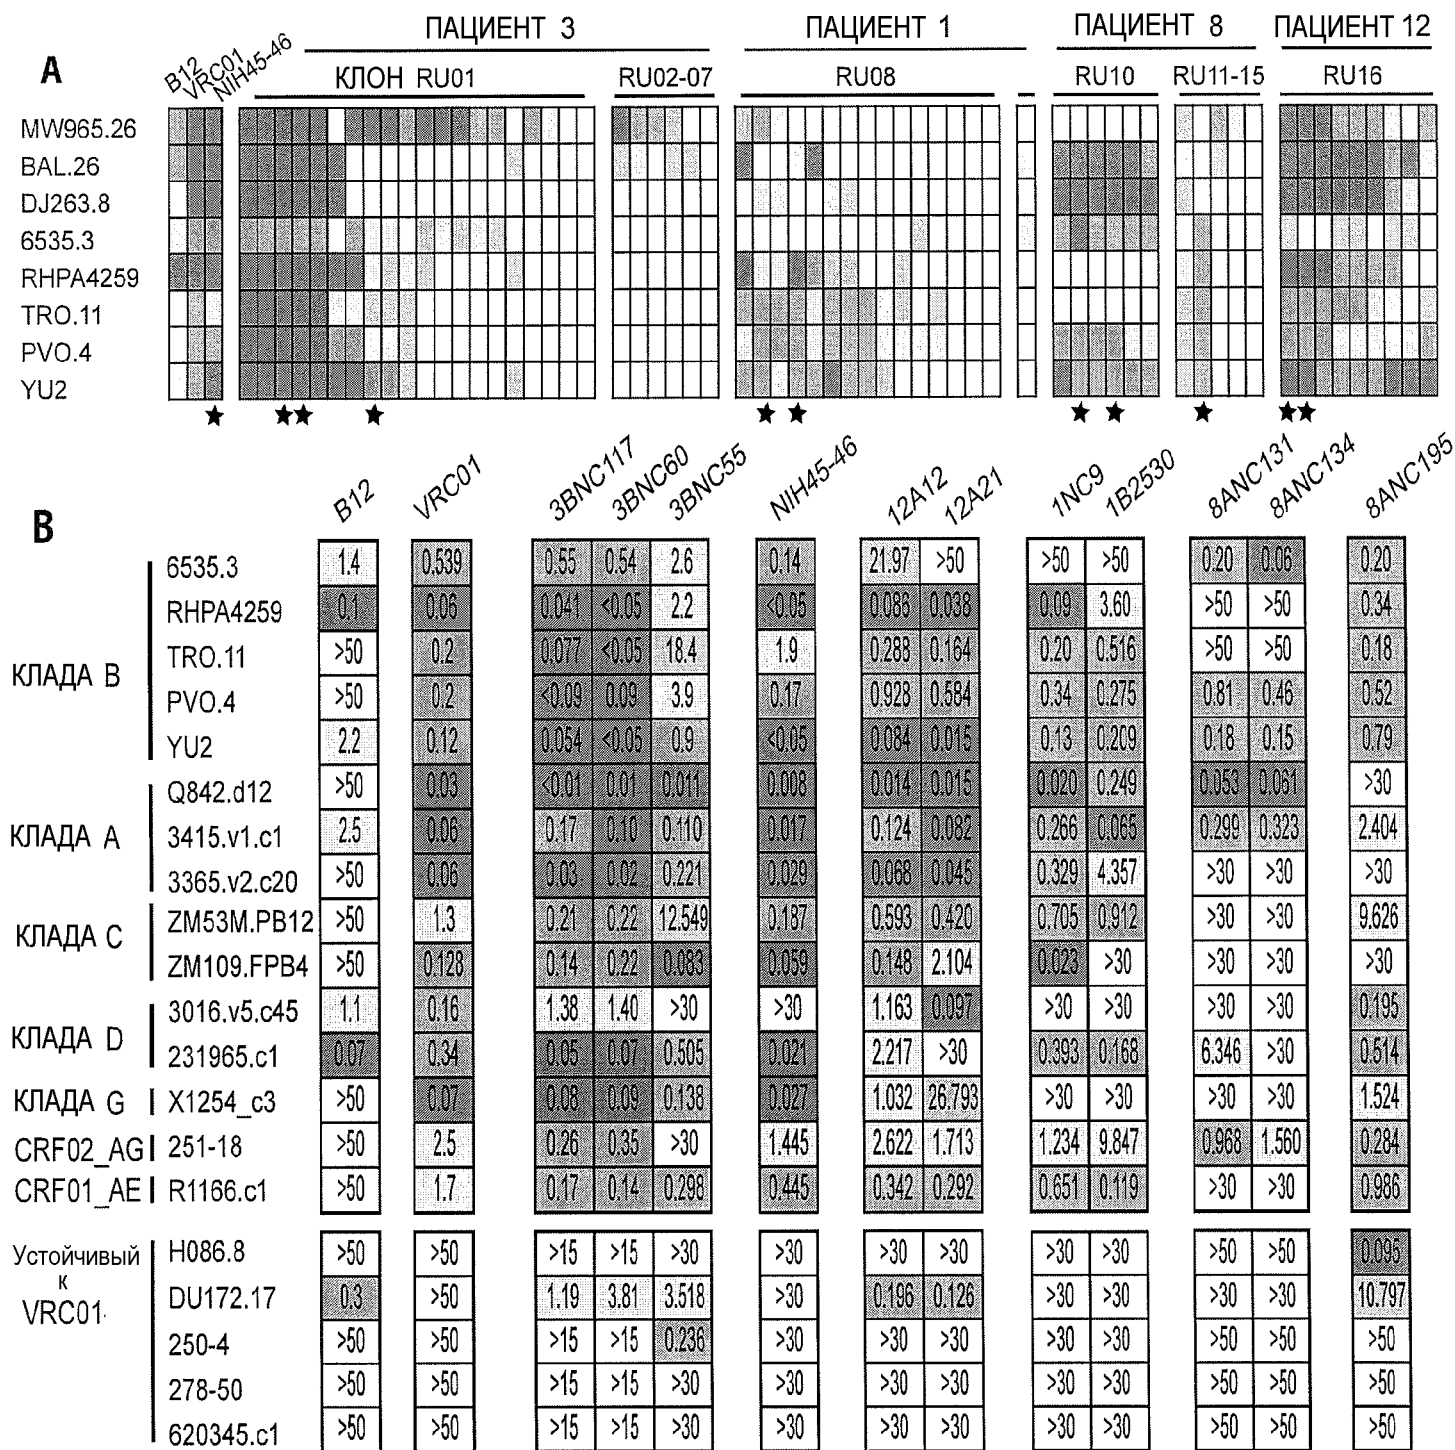 ПАЦИЕНТ 3 ПАЦИЕНТ 1 ПАЦИЕНТ 8 ПАЦИЕНТ 12
A B12 VRC01 NIH45-46 КЛОН RU01 RU02-07 RU08 RU10 RU11-15 RU16
MW965.26
BAL.26
DJ263.8
6535.3
RHPA4259
TRO.11
PVO.4
YU2
B B12 VRC01 3BNC117 3BNC60 3BNC55 NIH45-46 12A12 12A21 1NC9 1B2530 8ANC131 8ANC134 8ANC195
6535.3 1.4 0.539 0.55 0.54 2.6 0.14 21.97 >50 >50 >50 0.20 0.06 0.20
RHPA4259 0.1 0.06 0.041 <0.05 2.2 <0.05 0.086 0.038 0.09 3.60 >50 >50 0.34
КЛАДА B TRO.11 >50 0.2 0.077 <0.05 18.4 1.9 0.288 0.164 0.20 0.516 >50 >50 0.18
PVO.4 >50 0.2 <0.09 0.09 3.9 0.17 0.928 0.584 0.34 0.275 0.81 0.46 0.52
YU2 2.2 0.12 0.054 <0.05 0.9 <0.05 0.084 0.015 0.13 0.209 0.18 0.15 0.79
Q842.d12 >50 0.03 <0.01 0.01 0.011 0.008 0.014 0.015 0.020 0.249 0.053 0.061 >30
КЛАДА A 3415.v1.c1 2.5 0.06 0.17 0.10 0.110 0.017 0.124 0.082 0.266 0.065 0.299 0.323 2.404
3365.v2.c20 >50 0.06 0.03 0.02 0.221 0.029 0.068 0.045 0.329 4.357 >30 >30 >30
КЛАДА C ZM53M.PB12 >50 1.3 0.21 0.22 12.549 0.187 0.593 0.420 0.705 0.912 >30 >30 9.626
ZM109.FPB4 >50 0.128 0.14 0.22 0.083 0.059 0.148 2.104 0.023 >30 >30 >30 >30
КЛАДА D 3016.v5.c45 1.1 0.16 1.38 1.40 >30 >30 1.163 0.097 >30 >30 >30 >30 0.195
231965.c1 0.07 0.34 0.05 0.07 0.505 0.021 2.217 >30 0.393 0.168 6.346 >30 0.514
КЛАДА G X1254_c3 >50 0.07 0.08 0.09 0.138 0.027 1.032 26.793 >30 >30 >30 >30 1.524
CRF02_AG 251-18 >50 2.5 0.26 0.35 >30 1.445 2.622 1.713 1.234 9.847 0.968 1.560 0.284
CRF01_AE R1166.c1 >50 1.7 0.17 0.14 0.298 0.445 0.342 0.292 0.651 0.119 >30 >30 0.986
Устойчивый H086.8 >50 >50 >15 >15 >30 >30 >30 >30 >30 >30 >50 >50 0.095
к
VRC01 DU172.17 0.3 >50 1.19 3.81 3.518 >30 0.196 0.126 >30 >30 >30 >30 10.797
250-4 >50 >50 >15 >15 0.236 >30 >30 >30 >30 >30 >50 >50 >50
278-50 >50 >50 >15 >15 >30 >30 >30 >30 >30 >30 >50 >50 >50
620345.c1 >50 >50 >15 >15 >30 >30 >30 >30 >30 >30 >50 >50 >50